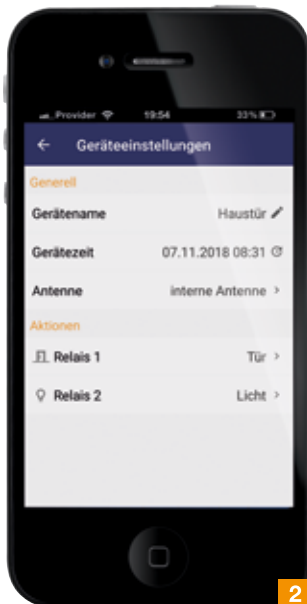 Provider 19:54 33%
← Geräteeinstellungen
Generell
Gerätename Haustür
Gerätezeit 07.11.2018 08:31
Antenne interne Antenne >
Aktionen
Relais 1 Tür >
Relais 2 Licht >
2